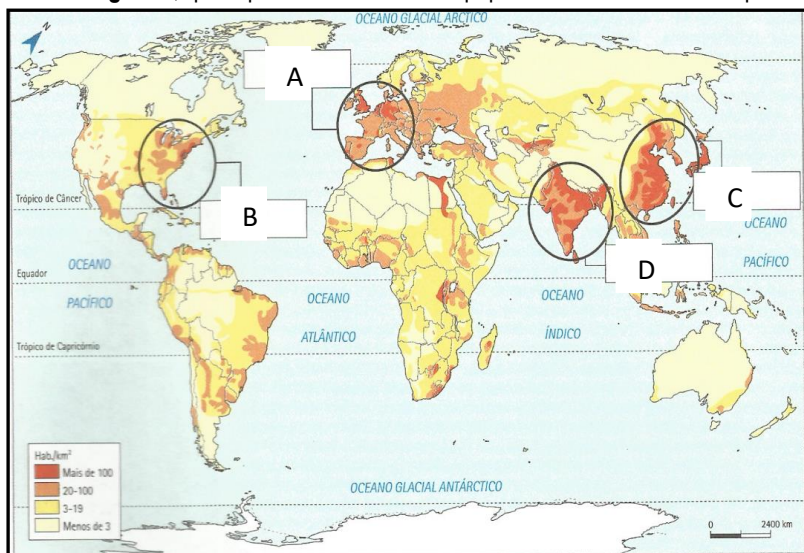 OCEANO GLACIAL ÁRCTICO
N
A
B
C
D
Trópico de Câncer
OCEANO
PACÍFICO
Equador
OCEANO
PACÍFICO
OCEANO
ATLÂNTICO
OCEANO
ÍNDICO
Trópico de Capricórnio
Hab./km²
Mais de 100
20-100
3-19
Menos de 3
OCEANO GLACIAL ANTÁRCTICO
0 2400 km